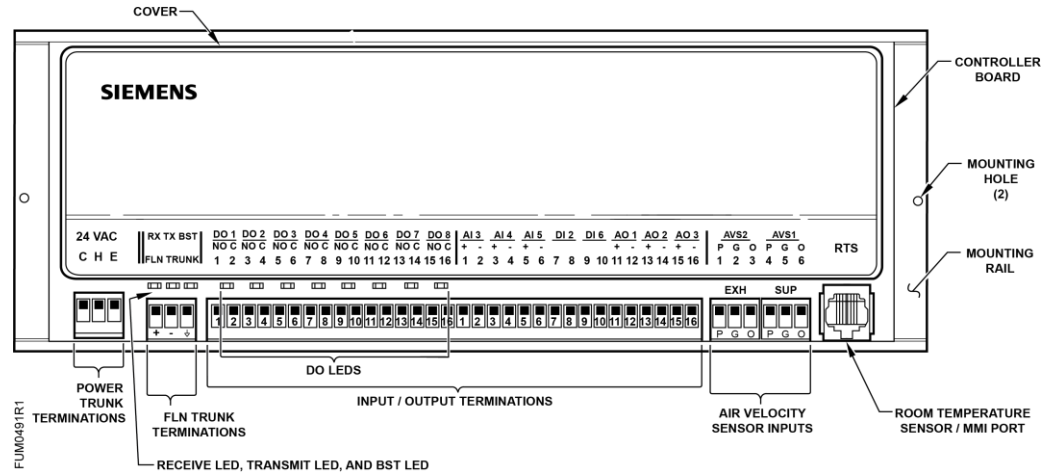 COVER
CONTROLLER
BOARD
SIEMENS
MOUNTING
HOLE
(2)
24 VAC
C H E
RX TX BST
FLN TRUNK
DO 1 DO 2 DO 3 DO 4 DO 5 DO 6 DO 7 DO 8 AI 3 AI 4 AI 5 DI 2 DI 6 AO 1 AO 2 AO 3 AVS2 AVS1
NO C NO C NO C NO C NO C NO C NO C NO C + - + - + - + - + - + - P G O P G O
1 2 3 4 5 6 7 8 9 10 11 12 13 14 15 16 1 2 3 4 5 6 7 8 9 10 11 12 13 14 15 16 1 2 3 4 5 6
RTS
MOUNTING
RAIL
EXH SUP
1 2 3 4 5 6 7 8 9 10 11 12 13 14 15 16 1 2 3 4 5 6 7 8 9 10 11 12 13 14 15 16
+ - P G O P G O
DO LEDS
POWER
TRUNK
TERMINATIONS
FLN TRUNK
TERMINATIONS
INPUT / OUTPUT TERMINATIONS
AIR VELOCITY
SENSOR INPUTS
ROOM TEMPERATURE
SENSOR / MMI PORT
RECEIVE LED, TRANSMIT LED, AND BST LED
FUM0491R1